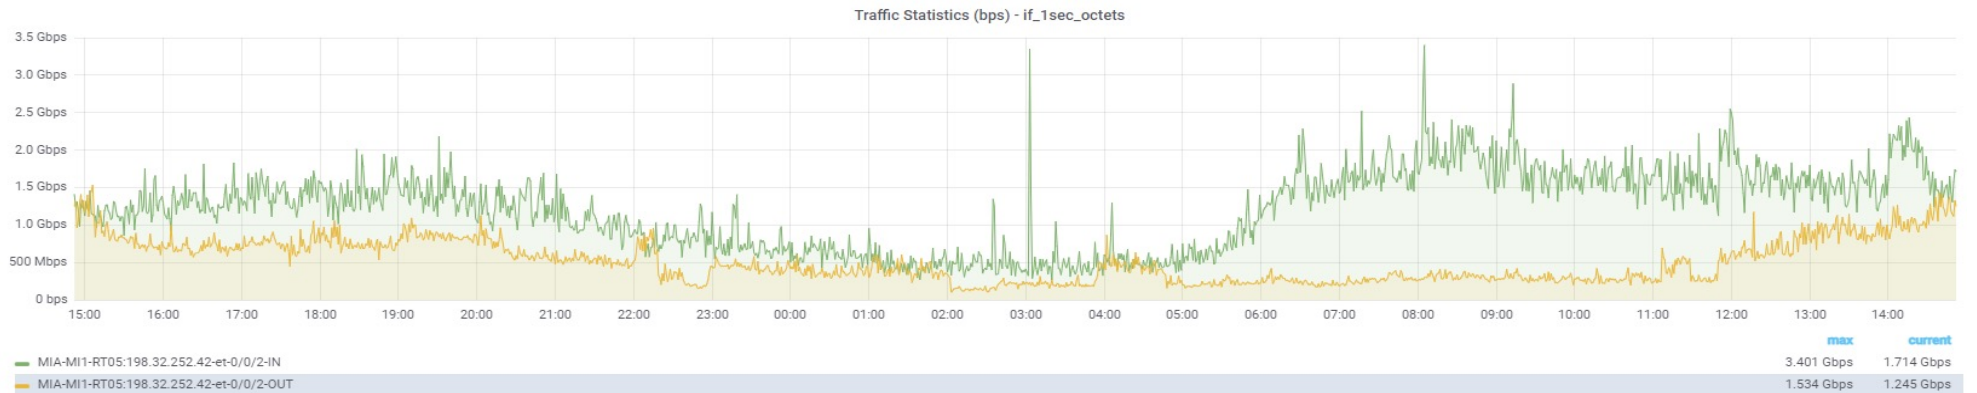 Traffic Statistics (bps) - if_1sec_octets
3.5 Gbps
3.0 Gbps
2.5 Gbps
2.0 Gbps
1.5 Gbps
1.0 Gbps
500 Mbps
0 bps
15:00 16:00 17:00 18:00 19:00 20:00 21:00 22:00 23:00 00:00 01:00 02:00 03:00 04:00 05:00 06:00 07:00 08:00 09:00 10:00 11:00 12:00 13:00 14:00
max current
MIA-MI1-RT05:198.32.252.42-et-0/0/2-IN 3.401 Gbps 1.714 Gbps
MIA-MI1-RT05:198.32.252.42-et-0/0/2-OUT 1.534 Gbps 1.245 Gbps